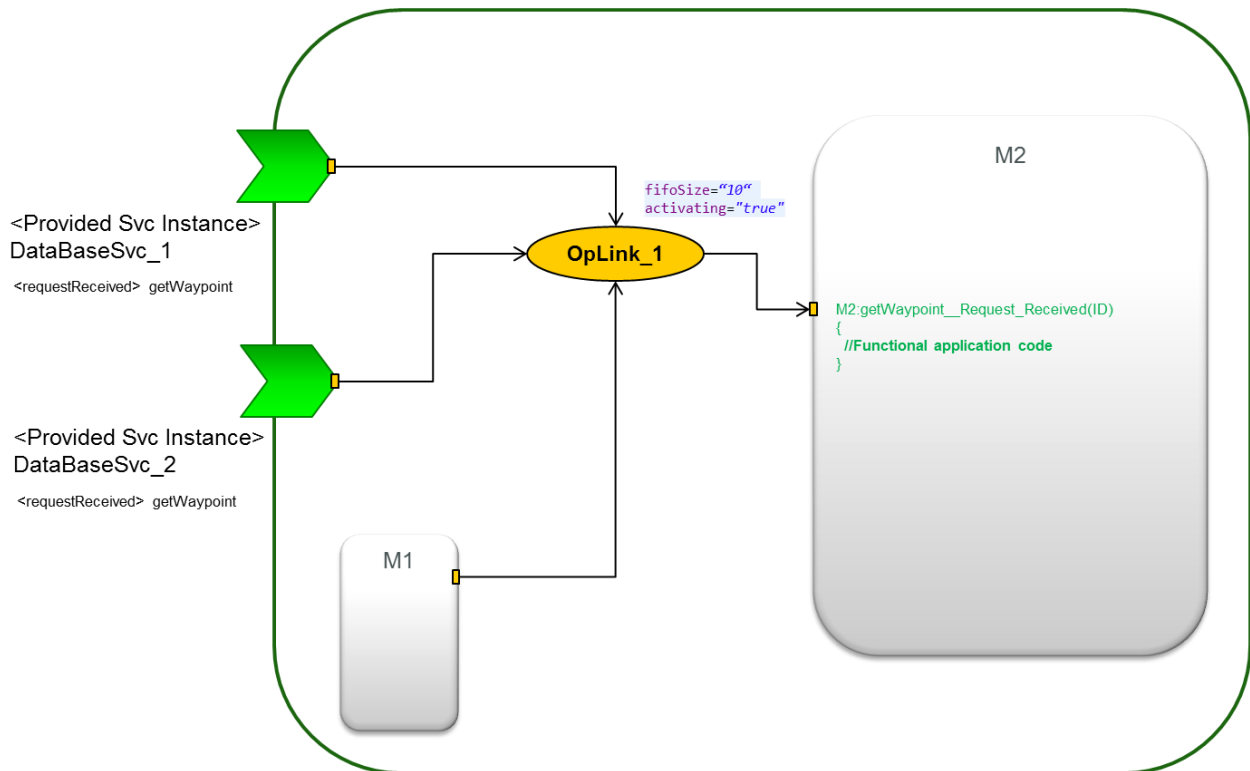 <Provided Svc Instance>
DataBaseSvc_1
<requestReceived> getWaypoint
<Provided Svc Instance>
DataBaseSvc_2
<requestReceived> getWaypoint
M1
fifoSize=“10“
activating="true"
OpLink_1
M2
M2:getWaypoint__Request_Received(ID)
{
//Functional application code
}